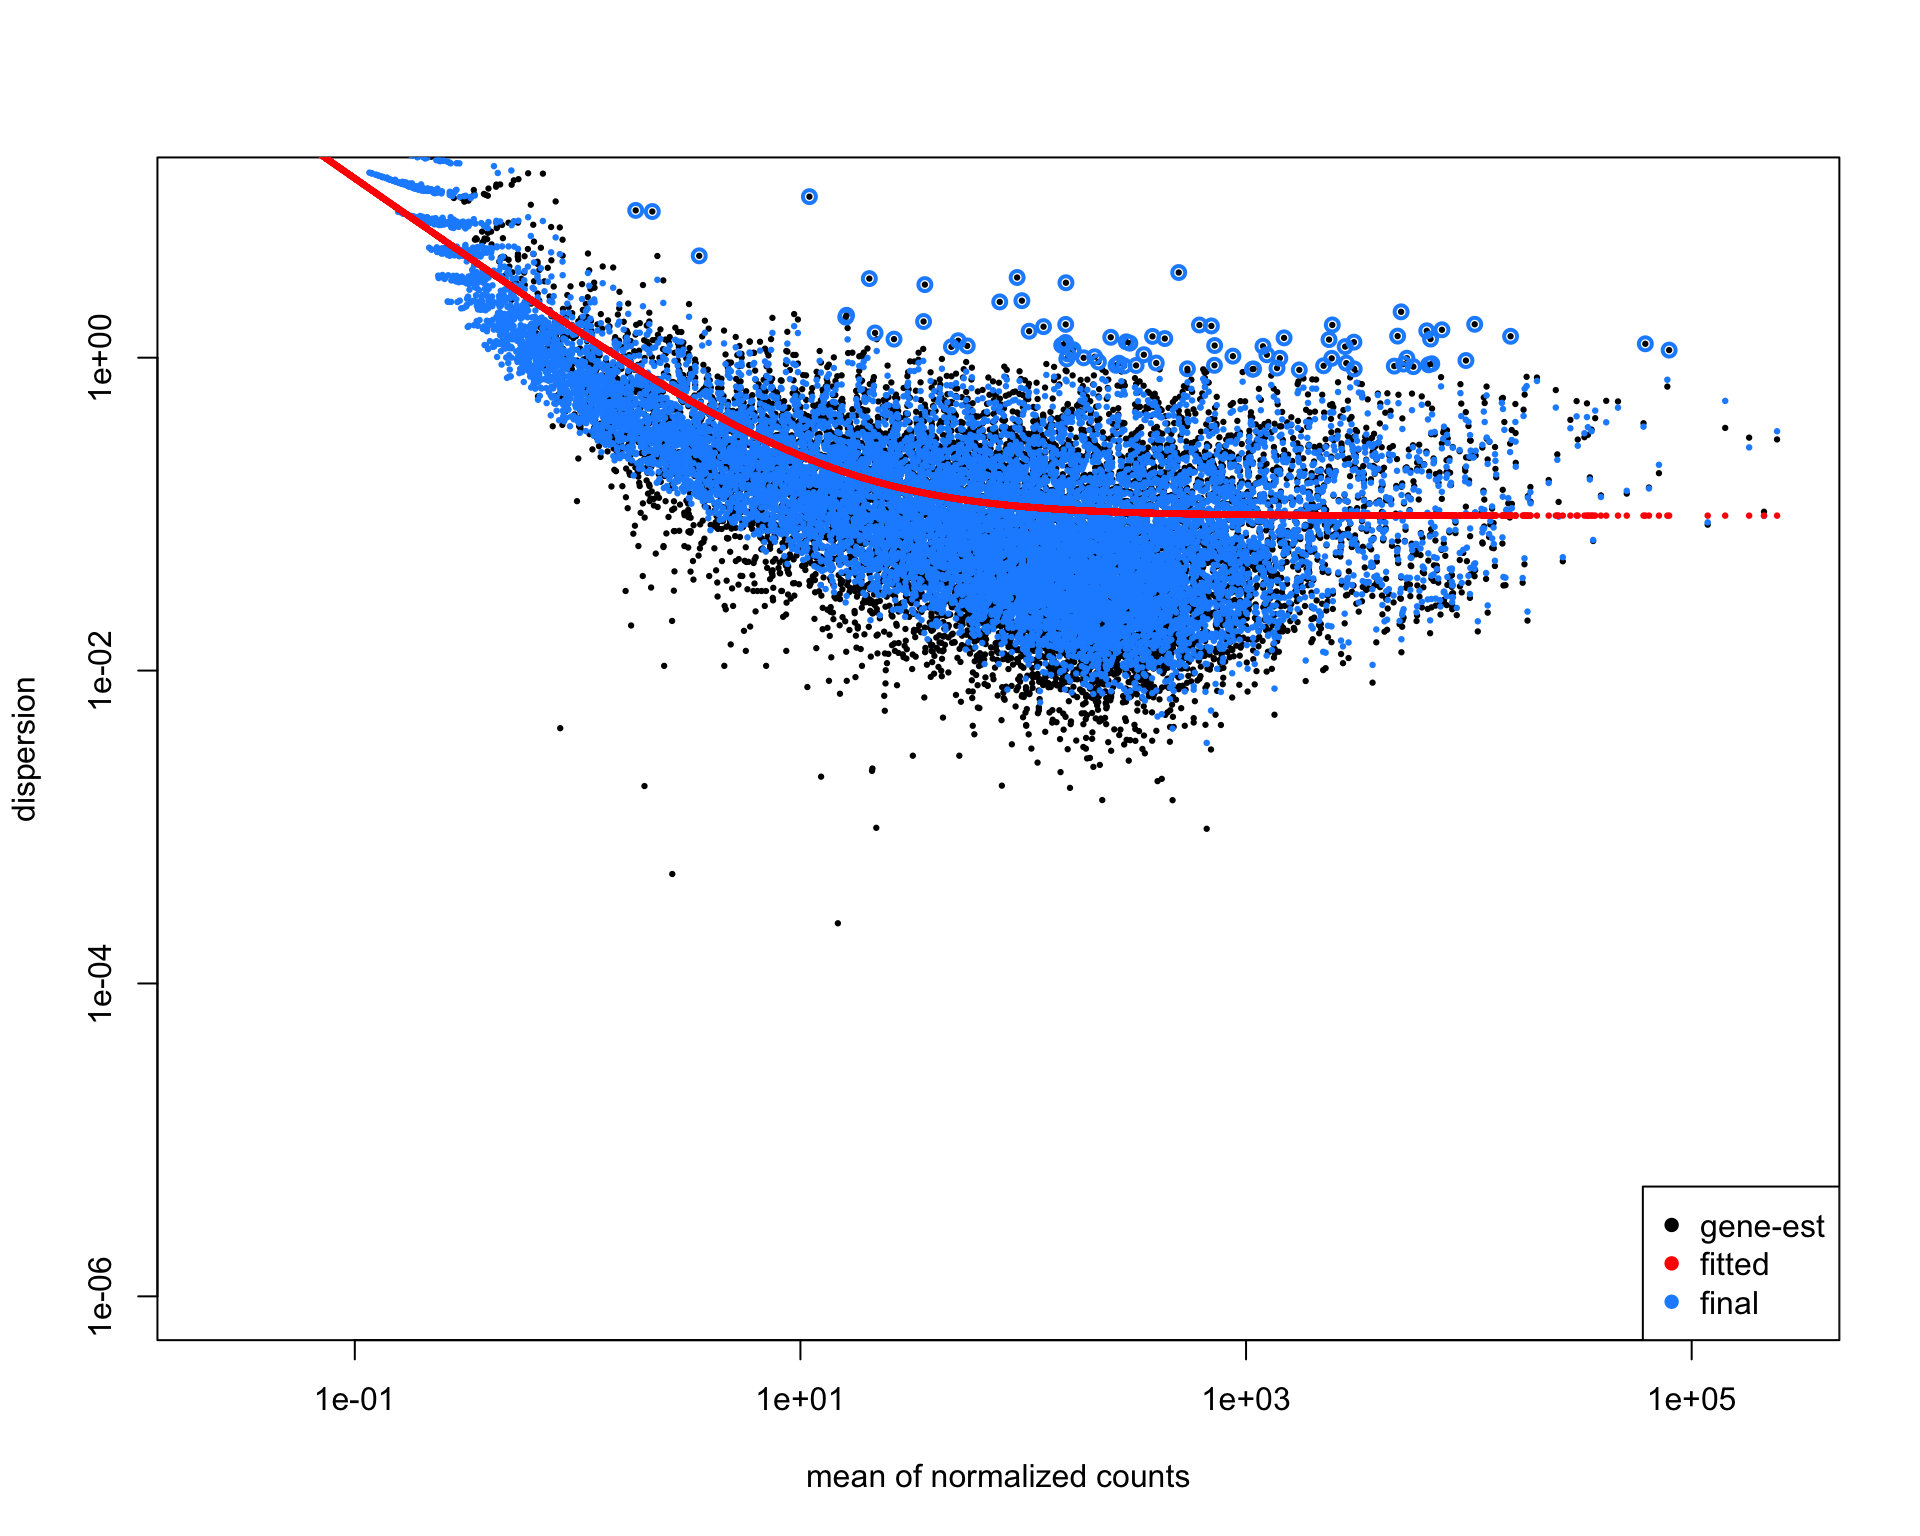 dispersion
1e+00
1e-02
1e-04
1e-06
1e-01
1e+01
1e+03
1e+05
mean of normalized counts
gene-est
fitted
final